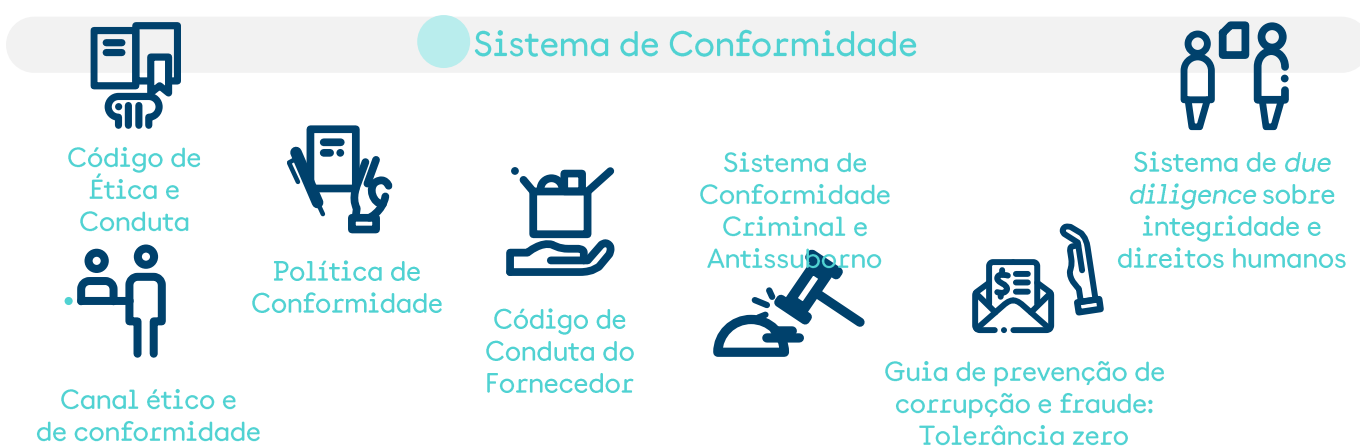 Sistema de Conformidade
Código de
Ética e
Conduta
Canal ético e
de conformidade
Política de
Conformidade
Código de
Conduta do
Fornecedor
Sistema de
Conformidade
Criminal e
Antissuborno
Guia de prevenção de
corrupção e fraude:
Tolerância zero
Sistema de due
diligence sobre
integridade e
direitos humanos